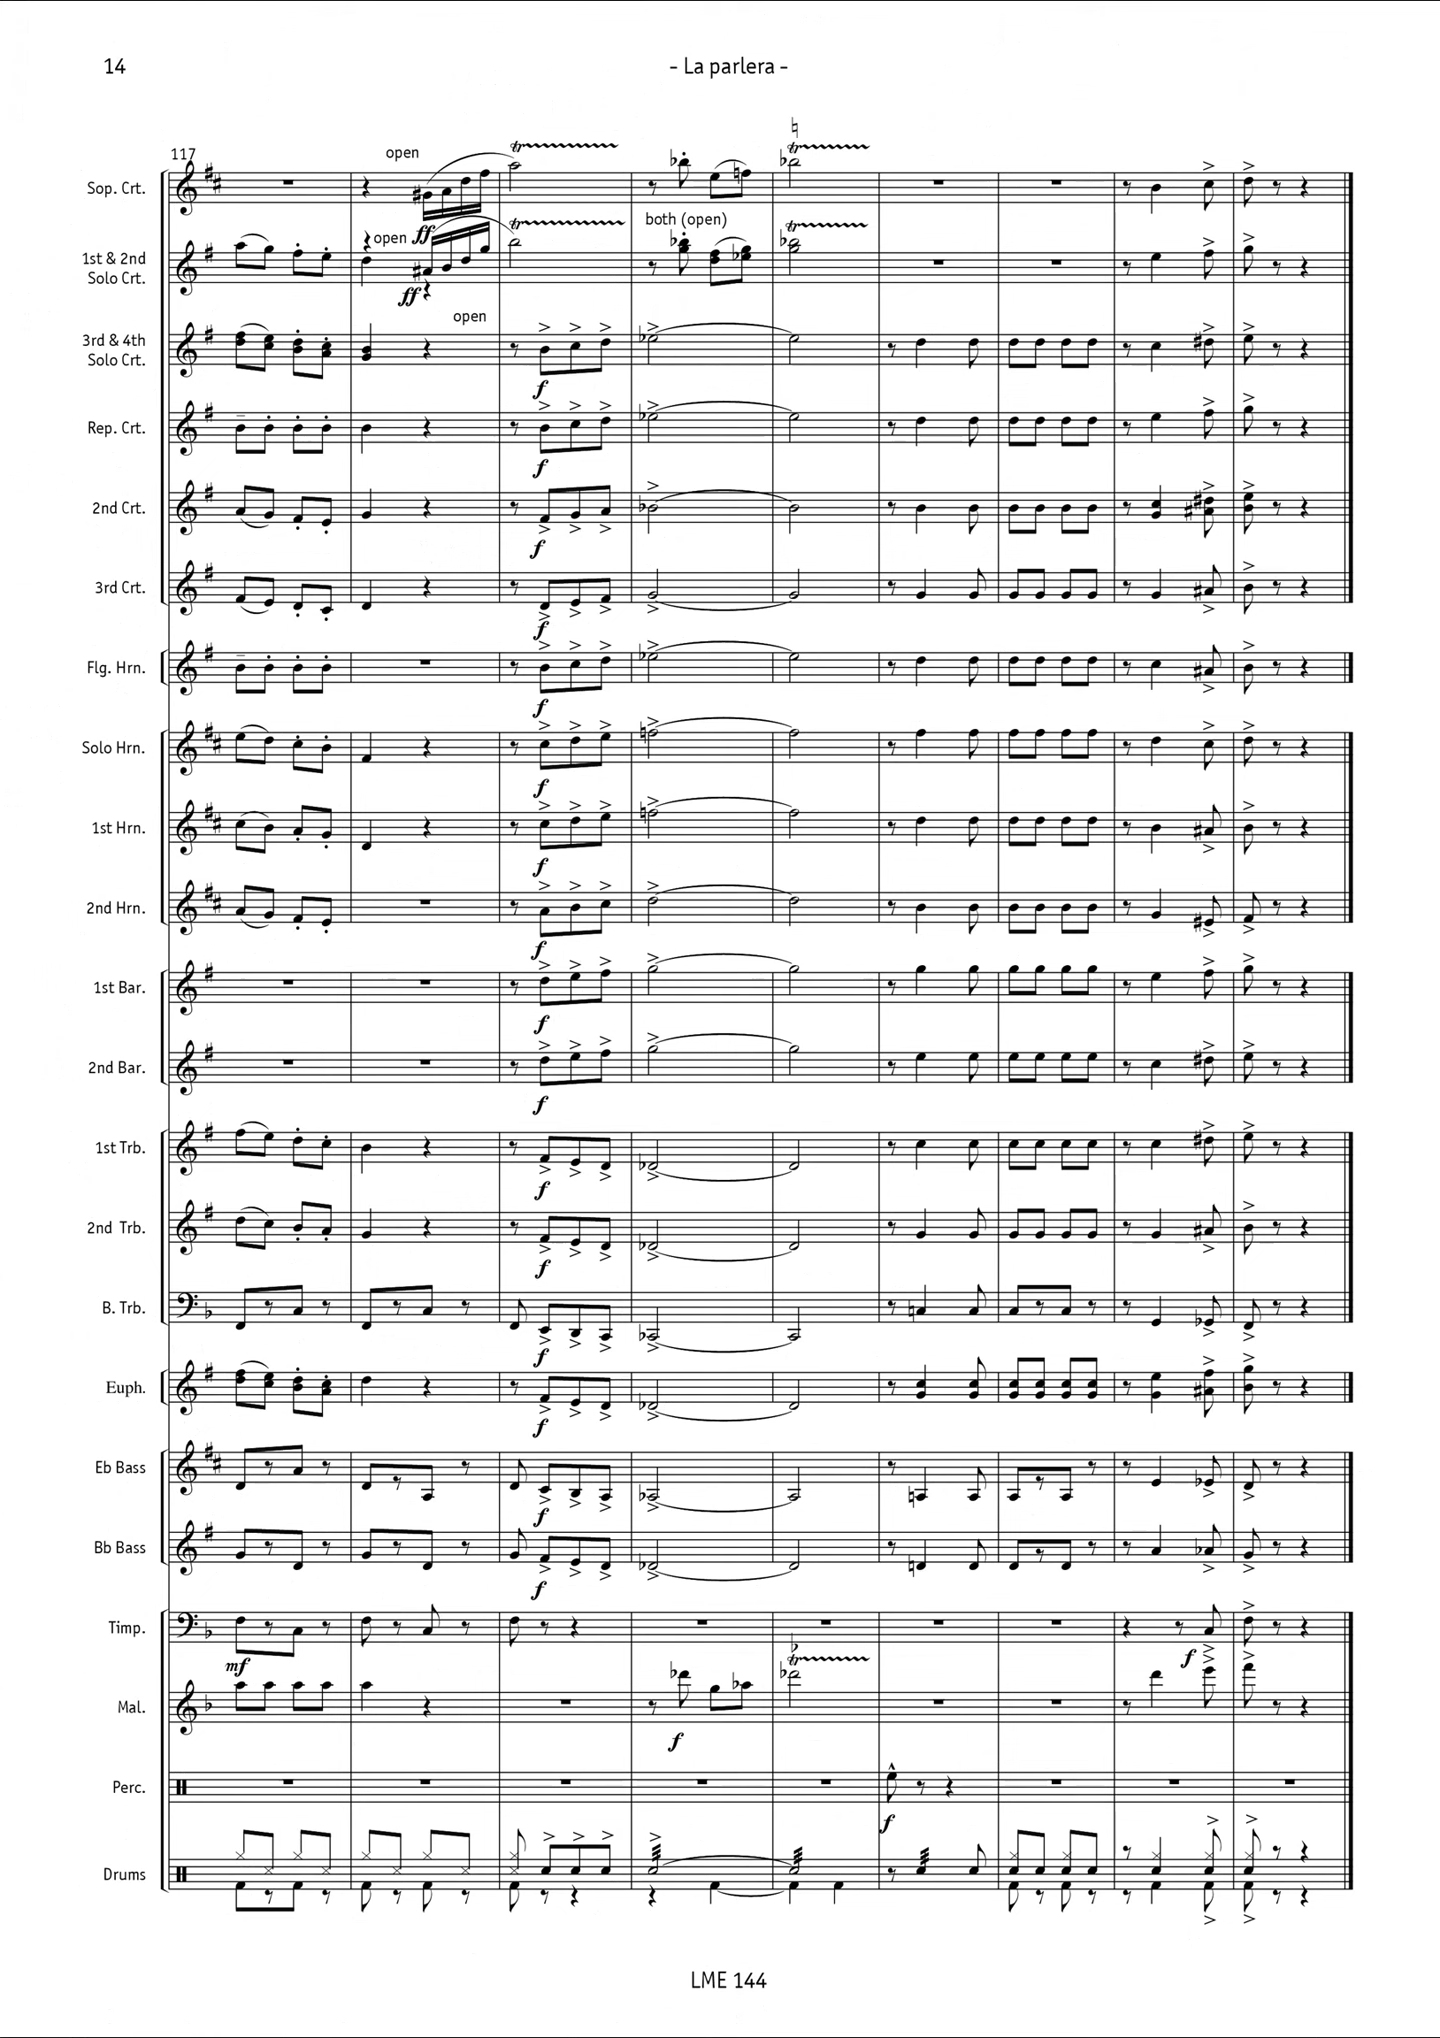 14
- La parlera -
117
open
Sop. Crt.
ff
both (open)
open
1st & 2nd
Solo Crt.
ff
open
3rd & 4th
Solo Crt.
f
Rep. Crt.
f
2nd Crt.
f
3rd Crt.
f
Flg. Hrn.
f
Solo Hrn.
f
1st Hrn.
f
2nd Hrn.
f
1st Bar.
f
2nd Bar.
f
1st Trb.
f
2nd Trb.
f
B. Trb.
f
Euph.
f
Eb Bass
f
Bb Bass
f
Timp.
mf
f
Mal.
f
Perc.
f
Drums
LME 144